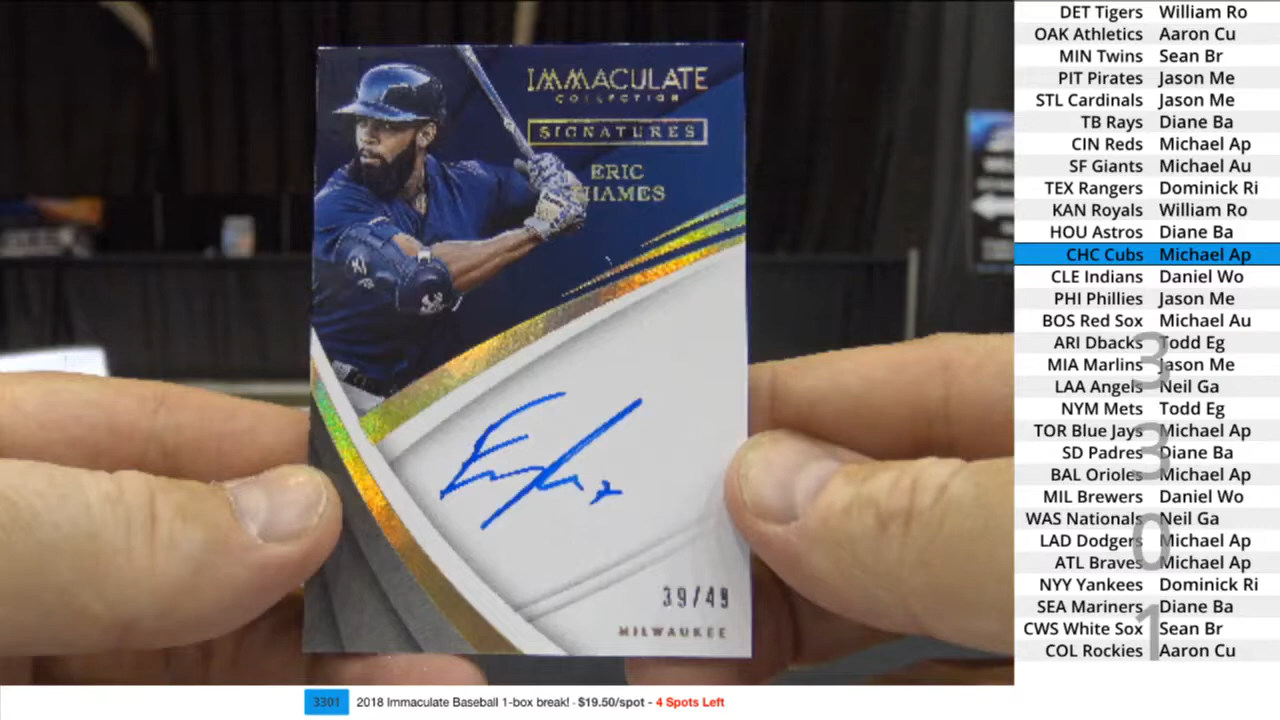 IMMACULATE
COLLECTION
SIGNATURES
ERIC
THAMES
39/49
MILWAUKEE
DET Tigers William Ro
OAK Athletics Aaron Cu
MIN Twins Sean Br
PIT Pirates Jason Me
STL Cardinals Jason Me
TB Rays Diane Ba
CIN Reds Michael Ap
SF Giants Michael Au
TEX Rangers Dominick Ri
KAN Royals William Ro
HOU Astros Diane Ba
CHC Cubs Michael Ap
CLE Indians Daniel Wo
PHI Phillies Jason Me
BOS Red Sox Michael Au
ARI Dbacks Todd Eg
MIA Marlins Jason Me
LAA Angels Neil Ga
NYM Mets Todd Eg
TOR Blue Jays Michael Ap
SD Padres Diane Ba
BAL Orioles Michael Ap
MIL Brewers Daniel Wo
WAS Nationals Neil Ga
LAD Dodgers Michael Ap
ATL Braves Michael Ap
NYY Yankees Dominick Ri
SEA Mariners Diane Ba
CWS White Sox Sean Br
COL Rockies Aaron Cu
3
3
0
1
3301 2018 Immaculate Baseball 1-box break! - $19.50/spot - 4 Spots Left